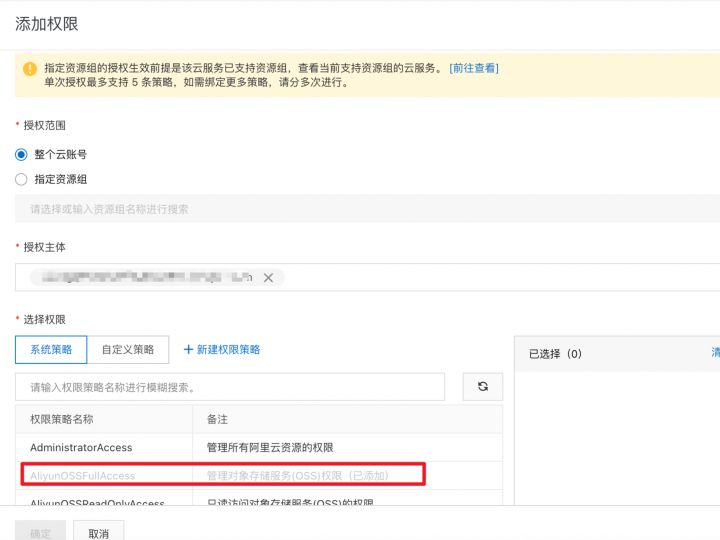 添加权限
指定资源组的授权生效前提是该云服务已支持资源组，查看当前支持资源组的云服务。 [前往查看]
单次授权最多支持 5 条策略，如需绑定更多策略，请分多次进行。
* 授权范围
整个云账号
指定资源组
请选择或输入资源组名称进行搜索
* 授权主体
* 选择权限
系统策略 自定义策略 + 新建权限策略
已选择（0） 清
请输入权限策略名称进行模糊搜索。
权限策略名称 备注
AdministratorAccess 管理所有阿里云资源的权限
AliyunOSSFullAccess 管理对象存储服务(OSS)权限（已添加）
AliyunOSSReadOnlyAccess 只读访问对象存储服务(OSS)的权限
确定 取消